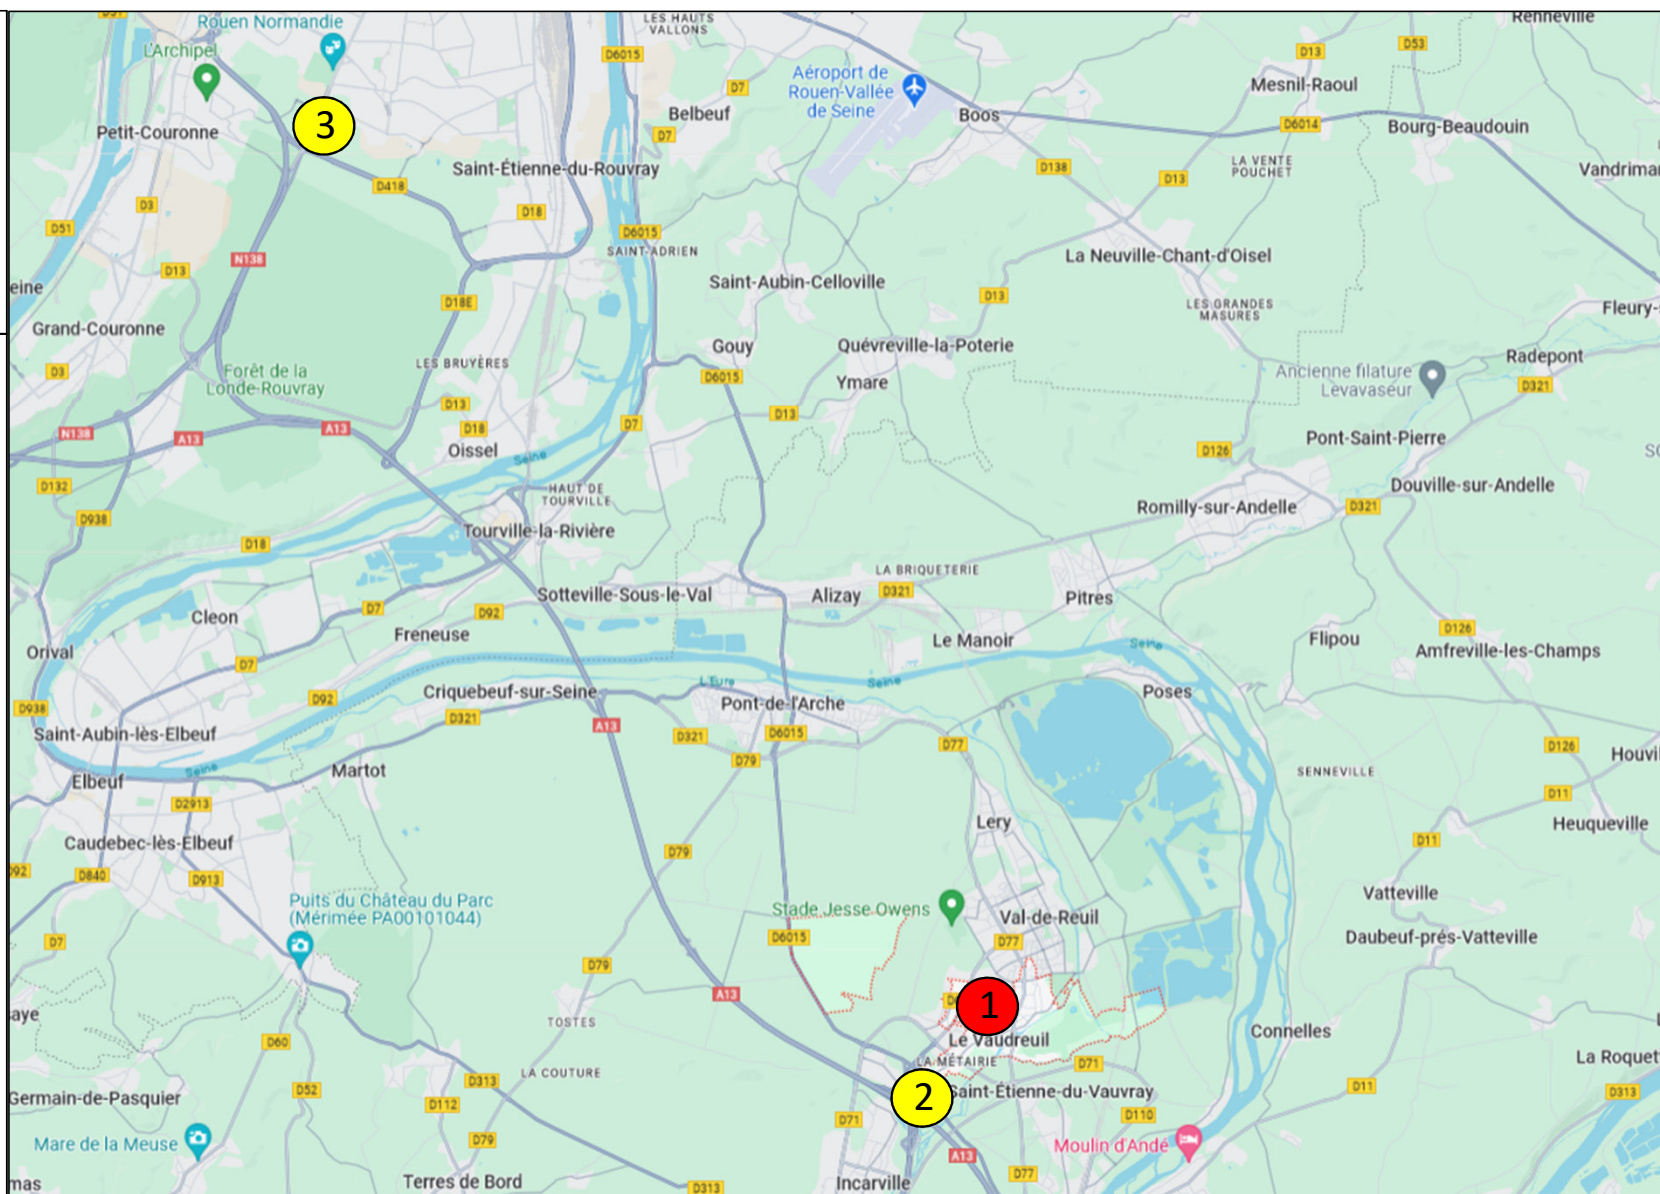 LES HAUTS
VALLONS
Renneville
Rouen Normandie
L'Archipel
D6015
D13
D53
Aéroport de
Rouen-Vallée
de Seine
Mesnil-Raoul
D7
Belbeuf
Boos
3
Petit-Couronne
D7
D6014
Bourg-Beaudouin
Saint-Étienne-du-Rouvray
D138
LA VENTE
POUCHET
D13
D418
D3
D18
D51
D6015
SAINT-ADRIEN
N138
La Neuville-Chant-d'Oisel
D13
Saint-Aubin-Celloville
eine
D18E
D13
LES GRANDES
MASURES
Fleury-
Grand-Couronne
Gouy
Quévreville-la-Poterie
Radepont
LES BRUYÈRES
D3
Forêt de la
Londe-Rouvray
D6015
Ymare
Ancienne filature
Levavaseur
D321
D13
D13
N138
A13
A13
D18
D7
Oissel
Seine
D126
Pont-Saint-Pierre
D132
HAUT DE
TOURVILLE
Douville-sur-Andelle
D938
Romilly-sur-Andelle
D321
Tourville-la-Rivière
D18
LA BRIQUETERIE
Sotteville-Sous-le-Val
Alizay
D321
Pitres
D7
D92
Cleon
Freneuse
Le Manoir
Seine
Flipou
D126
Amfreville-les-Champs
Orival
D7
L'Eure
Seine
Criquebeuf-sur-Seine
Poses
D92
D938
D321
Pont-de-l'Arche
A13
D321
D6015
D77
Saint-Aubin-lès-Elbeuf
D79
D126
Houvil
Seine
Martot
Elbeuf
SENNEVILLE
D2913
D11
Lery
Heuqueville
Caudebec-lès-Elbeuf
D79
D11
D92
D840
D913
Puits du Château du Parc
(Mérimée PA00101044)
Stade Jesse Owens
Val-de-Reuil
Vatteville
D7
D6015
D77
Daubeuf-près-Vatteville
D79
A13
1
aye
TOSTES
Connelles
D60
Le Vaudreuil
LA MÉTAIRIE
La Roquet
LA COUTURE
D71
D313
D52
2
Saint-Étienne-du-Vauvray
D11
D313
Germain-de-Pasquier
D112
D71
D110
Mare de la Meuse
D79
Moulin d'Andé
A13
D77
mas
Terres de Bord
D313
Incarville